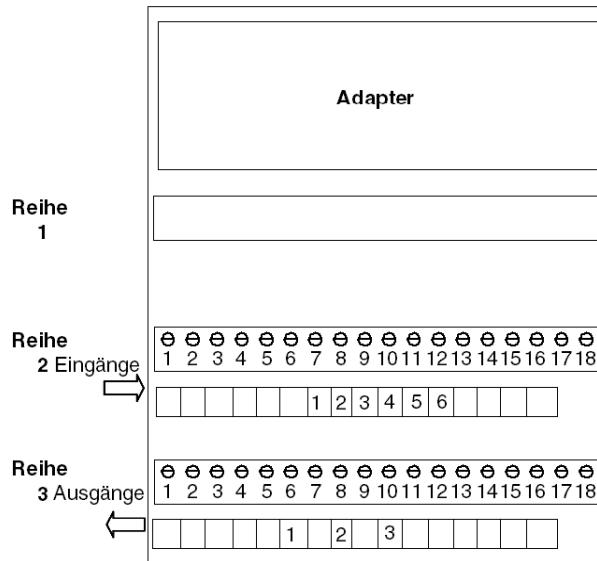 Adapter
Reihe
1
Reihe
2 Eingänge
1 2 3 4 5 6 7 8 9 10 11 12 13 14 15 16 17 18
1 2 3 4 5 6
Reihe
3 Ausgänge
1 2 3 4 5 6 7 8 9 10 11 12 13 14 15 16 17 18
1 2 3